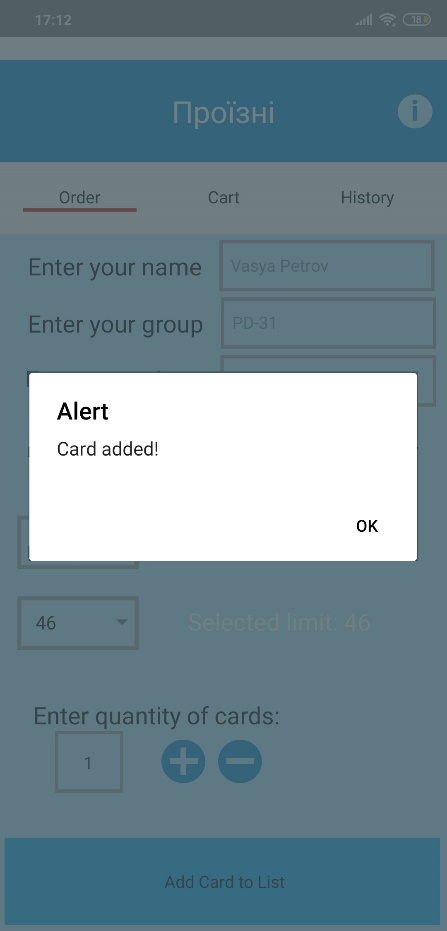 17:12
18
Проїзні
i
Order Cart History
Enter your name Vasya Petrov
Enter your group PD-31
Alert
Card added!
OK
46 Selected limit: 46
Enter quantity of cards:
1
Add Card to List